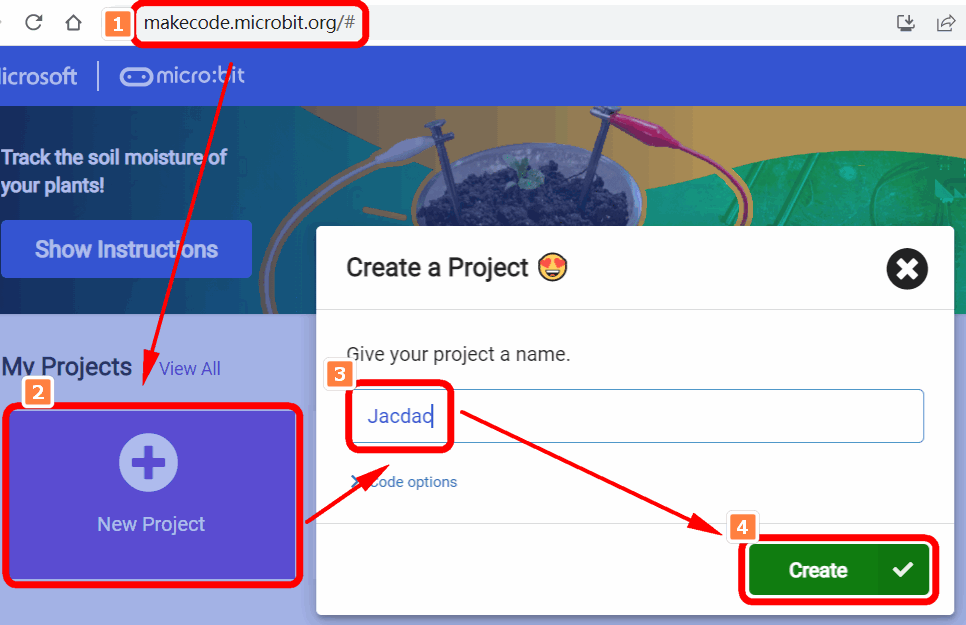 1
makecode.microbit.org/#
icrosoft
micro:bit
Track the soil moisture of
your plants!
Show Instructions
My Projects
View All
2
New Project
Create a Project
Give your project a name.
3
Jacdac
Code options
4
Create